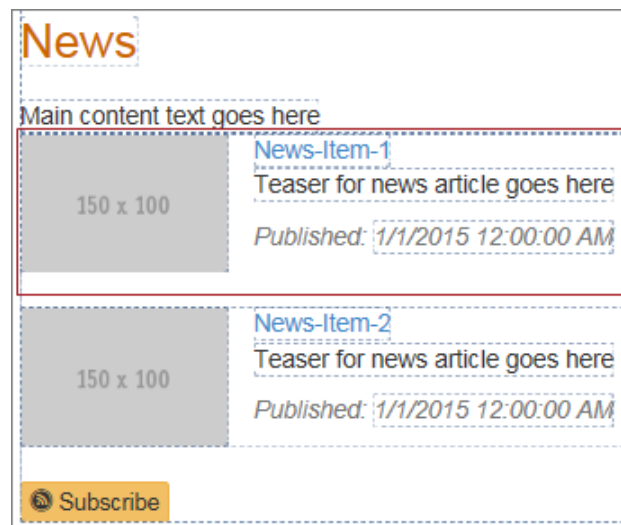 News
Main content text goes here
150 x 100
News-Item-1
Teaser for news article goes here
Published: 1/1/2015 12:00:00 AM
150 x 100
News-Item-2
Teaser for news article goes here
Published: 1/1/2015 12:00:00 AM
Subscribe